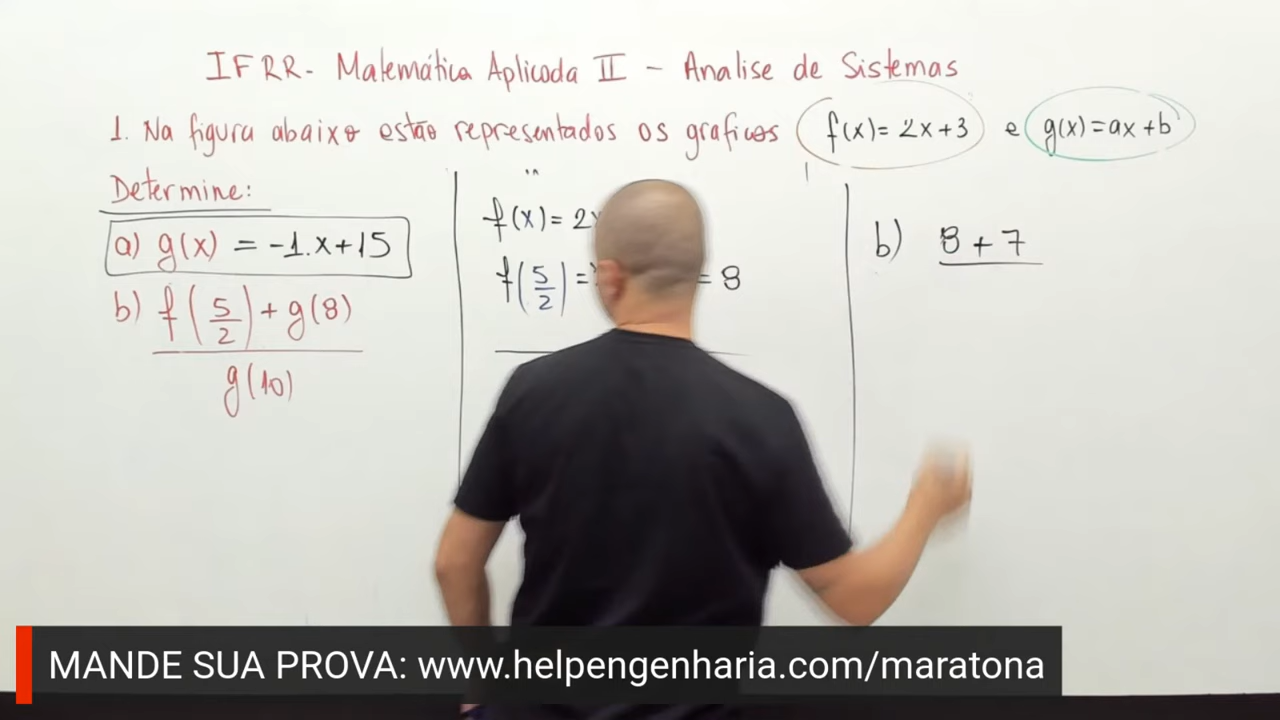 IFRR- Matemática Aplicada II - Analise de Sistemas
1. Na figura abaixo estão representados os graficos f(x)= 2x+3 e g(x)=ax+b
Determine:
a) g(x) = -1.x+15
b) f(5/2) + g(8)
g(10)
f(x)= 2
f(5/2) =
= 8
b) 8 + 7
MANDE SUA PROVA: www.helpengenharia.com/maratona